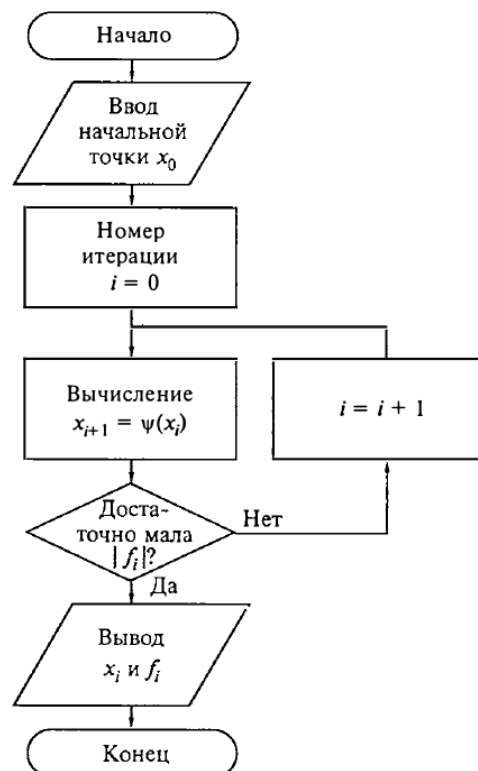 Начало
Ввод
начальной
точки x₀
Номер
итерации
i = 0
Вычисление
xᵢ₊₁ = ψ(xᵢ)
i = i + 1
Доста-
точно мала
|fᵢ|?
Нет
Да
Вывод
xᵢ и fᵢ
Конец